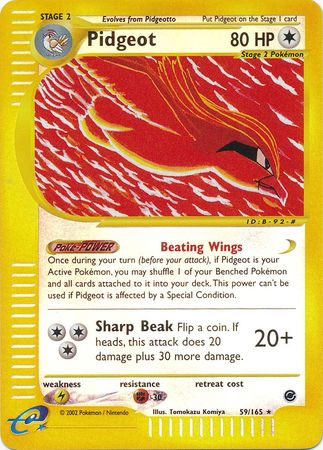 STAGE 2
Evolves from Pidgeotto
Put Pidgeot on the Stage 1 card
Pidgeot
80 HP
Stage 2 Pokémon
ID:B-92-#
POKé-POWER
Beating Wings
Once during your turn (before your attack), if Pidgeot is your
Active Pokémon, you may shuffle 1 of your Benched Pokémon
and all cards attached to it into your deck. This power can't be
used if Pidgeot is affected by a Special Condition.
Sharp Beak Flip a coin. If
heads, this attack does 20
damage plus 30 more damage.
20+
weakness
resistance
retreat cost
-30
e
© 2002 Pokémon / Nintendo
Illus. Tomokazu Komiya
59/165 ★